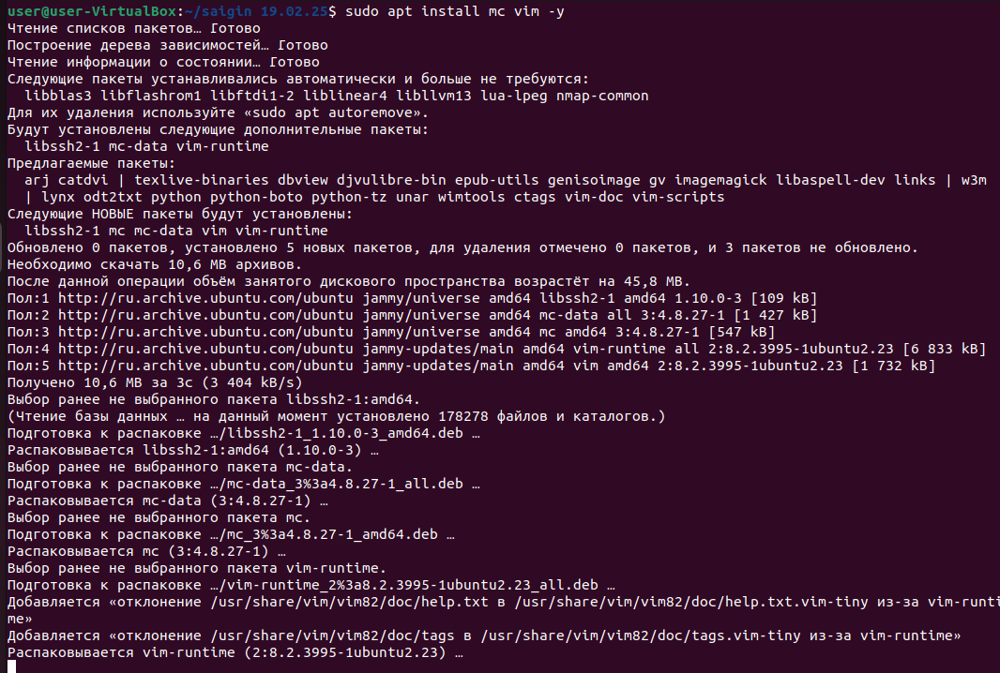 user@user-VirtualBox:~/saigin 19.02.25$ sudo apt install mc vim -y
Чтение списков пакетов… Готово
Построение дерева зависимостей… Готово
Чтение информации о состоянии… Готово
Следующие пакеты устанавливались автоматически и больше не требуются:
  libblas3 libflashrom1 libftdi1-2 liblinear4 libllvm13 lua-lpeg nmap-common
Для их удаления используйте «sudo apt autoremove».
Будут установлены следующие дополнительные пакеты:
  libssh2-1 mc-data vim-runtime
Предлагаемые пакеты:
  arj catdvi | texlive-binaries dbview djvulibre-bin epub-utils genisoimage gv imagemagick libaspell-dev links | w3m
  | lynx odt2txt python python-boto python-tz unar wimtools ctags vim-doc vim-scripts
Следующие НОВЫЕ пакеты будут установлены:
  libssh2-1 mc mc-data vim vim-runtime
Обновлено 0 пакетов, установлено 5 новых пакетов, для удаления отмечено 0 пакетов, и 3 пакетов не обновлено.
Необходимо скачать 10,6 MB архивов.
После данной операции объём занятого дискового пространства возрастёт на 45,8 MB.
Пол:1 http://ru.archive.ubuntu.com/ubuntu jammy/universe amd64 libssh2-1 amd64 1.10.0-3 [109 kB]
Пол:2 http://ru.archive.ubuntu.com/ubuntu jammy/universe amd64 mc-data all 3:4.8.27-1 [1 427 kB]
Пол:3 http://ru.archive.ubuntu.com/ubuntu jammy/universe amd64 mc amd64 3:4.8.27-1 [547 kB]
Пол:4 http://ru.archive.ubuntu.com/ubuntu jammy-updates/main amd64 vim-runtime all 2:8.2.3995-1ubuntu2.23 [6 833 kB]
Пол:5 http://ru.archive.ubuntu.com/ubuntu jammy-updates/main amd64 vim amd64 2:8.2.3995-1ubuntu2.23 [1 732 kB]
Получено 10,6 MB за 3с (3 404 kB/s)
Выбор ранее не выбранного пакета libssh2-1:amd64.
(Чтение базы данных … на данный момент установлено 178278 файлов и каталогов.)
Подготовка к распаковке …/libssh2-1_1.10.0-3_amd64.deb …
Распаковывается libssh2-1:amd64 (1.10.0-3) …
Выбор ранее не выбранного пакета mc-data.
Подготовка к распаковке …/mc-data_3%3a4.8.27-1_all.deb …
Распаковывается mc-data (3:4.8.27-1) …
Выбор ранее не выбранного пакета mc.
Подготовка к распаковке …/mc_3%3a4.8.27-1_amd64.deb …
Распаковывается mc (3:4.8.27-1) …
Выбор ранее не выбранного пакета vim-runtime.
Подготовка к распаковке …/vim-runtime_2%3a8.2.3995-1ubuntu2.23_all.deb …
Добавляется «отклонение /usr/share/vim/vim82/doc/help.txt в /usr/share/vim/vim82/doc/help.txt.vim-tiny из-за vim-runti
me»
Добавляется «отклонение /usr/share/vim/vim82/doc/tags в /usr/share/vim/vim82/doc/tags.vim-tiny из-за vim-runtime»
Распаковывается vim-runtime (2:8.2.3995-1ubuntu2.23) …